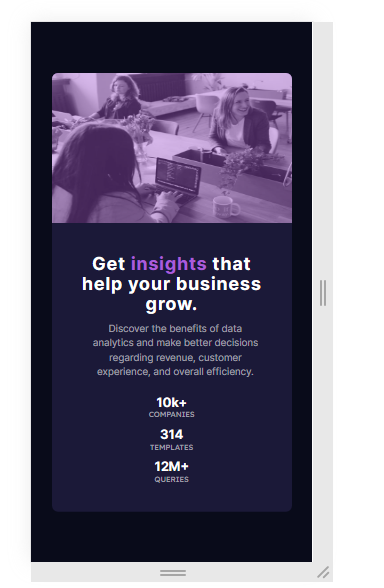 Get insights that
help your business
grow.
Discover the benefits of data
analytics and make better decisions
regarding revenue, customer
experience, and overall efficiency.
10k+
COMPANIES
314
TEMPLATES
12M+
QUERIES